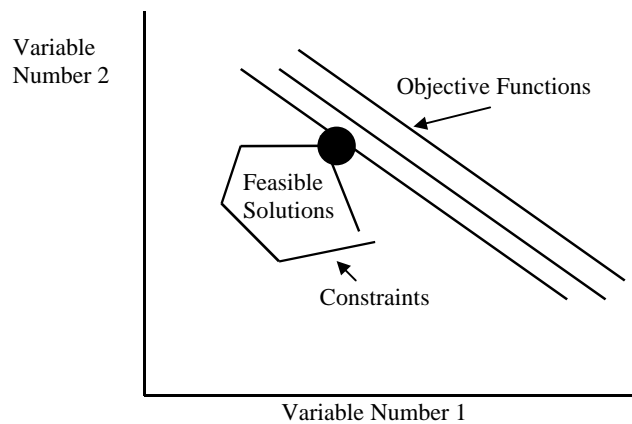 Variable
Number 2
Objective Functions
Feasible
Solutions
Constraints
Variable Number 1